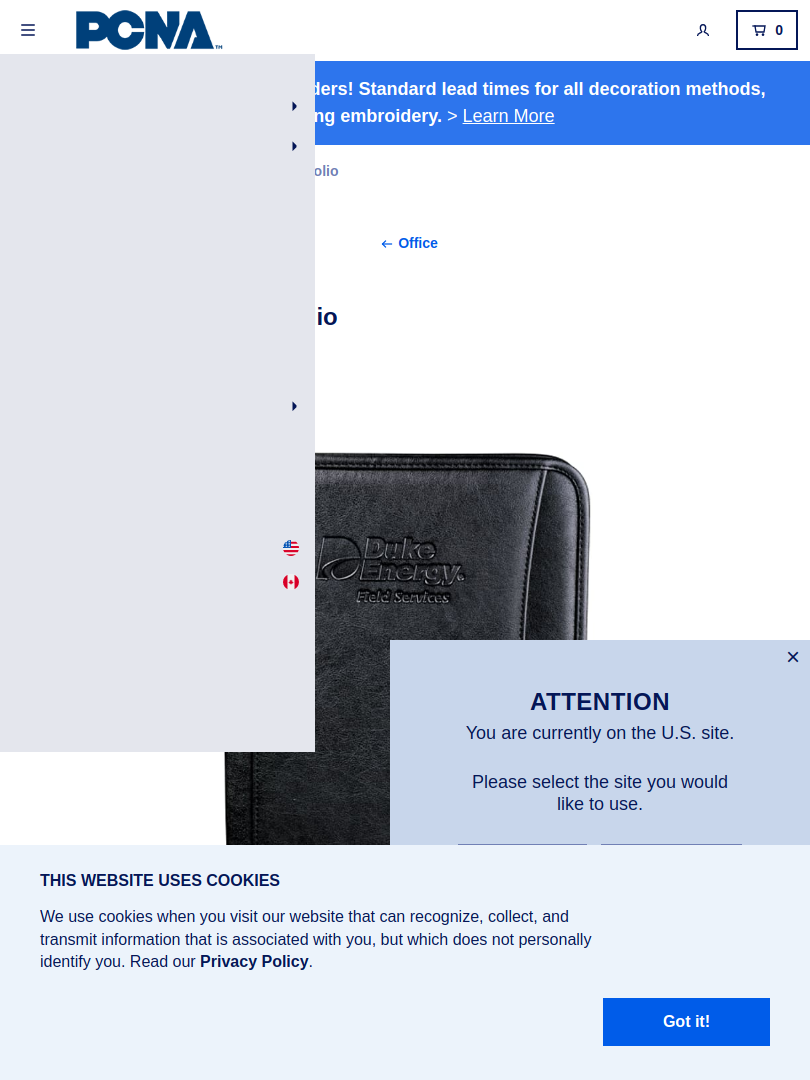 PCNA™
0
ders! Standard lead times for all decoration methods,
ng embroidery. > Learn More
olio
← Office
io
Duke
Energy®
Field Services
×
ATTENTION
You are currently on the U.S. site.
Please select the site you would
like to use.
THIS WEBSITE USES COOKIES
We use cookies when you visit our website that can recognize, collect, and
transmit information that is associated with you, but which does not personally
identify you. Read our Privacy Policy.
Got it!